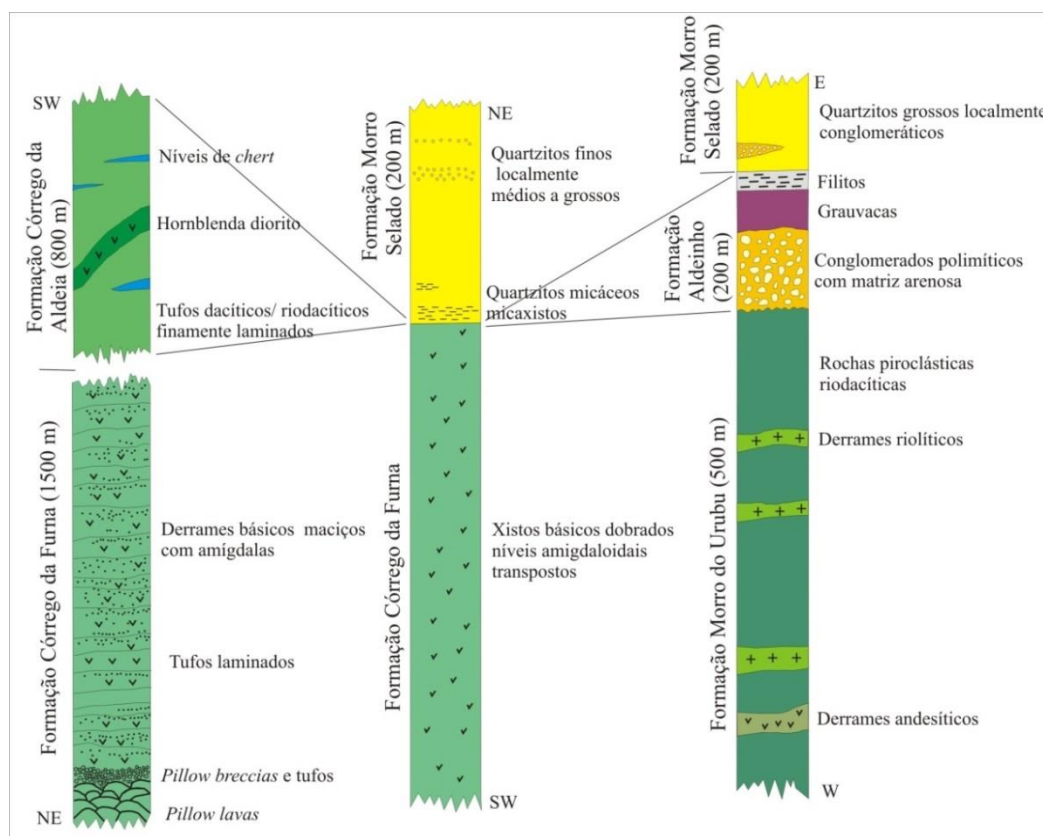 SW
Formação Córrego da
Aldeia (800 m)
Níveis de chert
Hornblenda diorito
Tufos dacíticos/ riodacíticos
finamente laminados
Formação Córrego da Furna (1500 m)
Derrames básicos maciços
com amígdalas
Tufos laminados
Pillow breccias e tufos
Pillow lavas
NE
NE
Formação Morro
Selado (200 m)
Quartzitos finos
localmente
médios a grossos
Quartzitos micáceos
micaxistos
Formação Córrego da Furna
Xistos básicos dobrados
níveis amigdaloidais
transpostos
SW
Formação Morro
Selado (200 m)
E
Quartzitos grossos localmente
conglomeráticos
Filitos
Grauvacas
Formação
Aldeinho
(200 m)
Conglomerados polimíticos
com matriz arenosa
Formação Morro do Urubu (500 m)
Rochas piroclásticas
riodacíticas
Derrames riolíticos
Derrames andesíticos
W